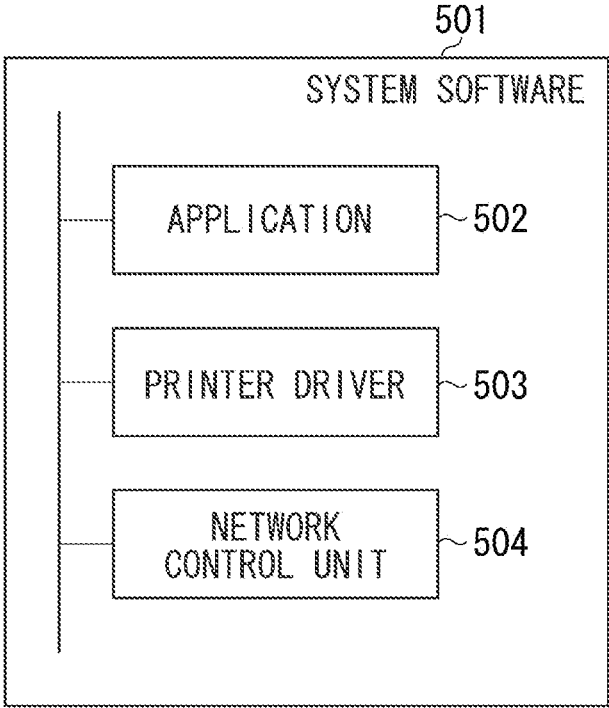 501
SYSTEM SOFTWARE
APPLICATION
502
PRINTER DRIVER
503
NETWORK
CONTROL UNIT
504